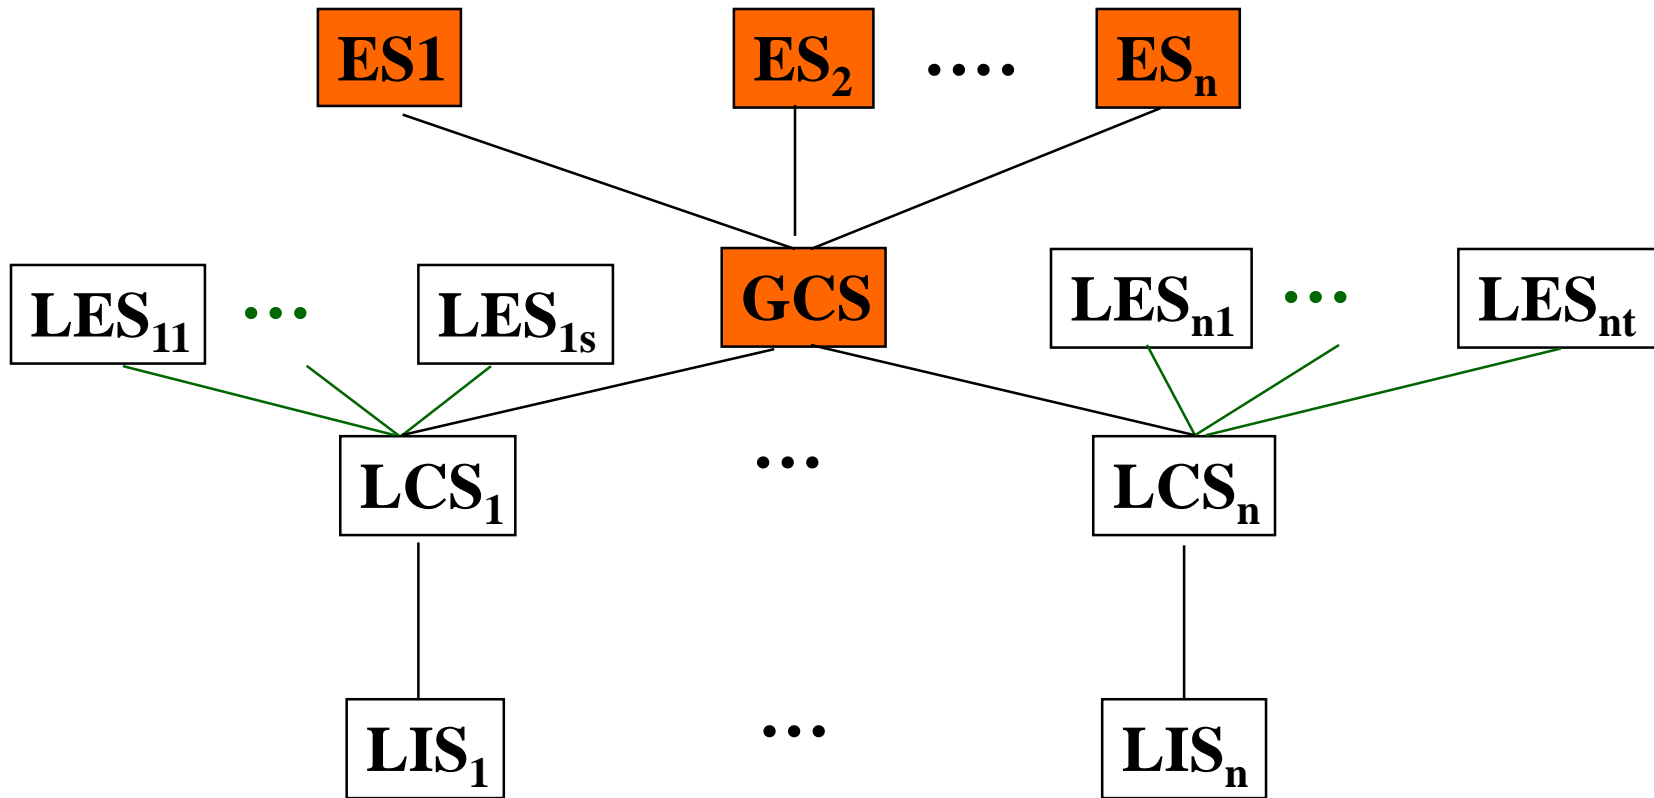 ES1 ES₂ .... ESₙ
LES₁₁ ... LES₁ₛ GCS LESₙ₁ ... LESₙₜ
LCS₁ ... LCSₙ
LIS₁ ... LISₙ